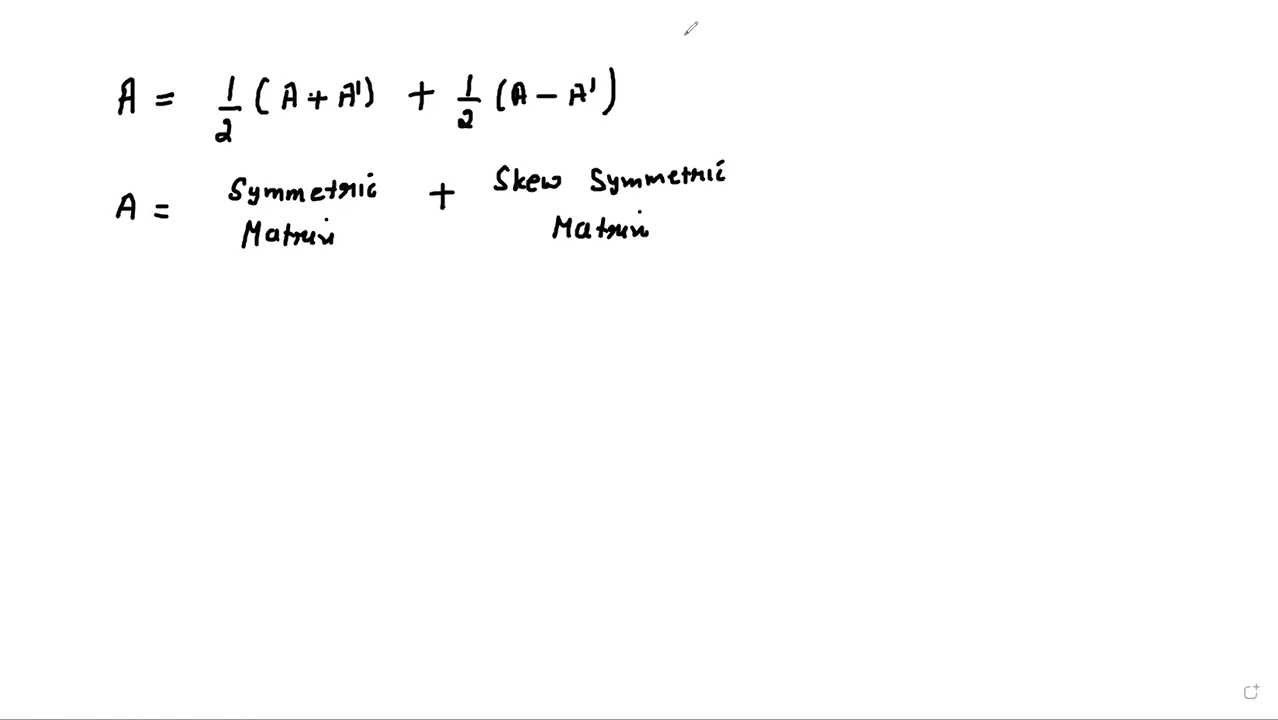 A = 1/2 (A + A') + 1/2 (A - A')
A = Symmetric Matrix + Skew Symmetric Matrix